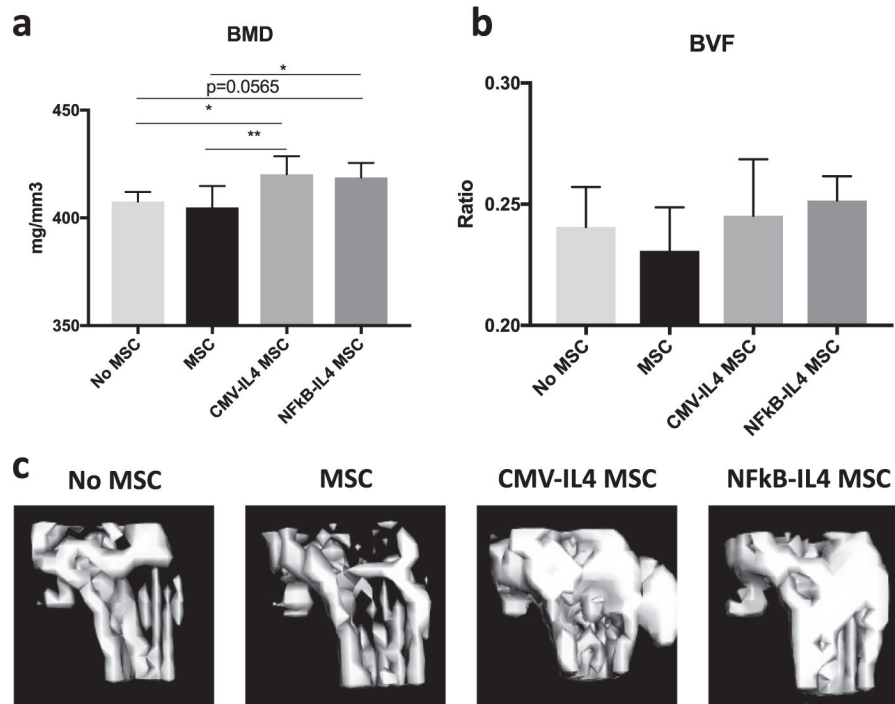 a
BMD
*
p=0.0565
*
**
450
400
350
mg/mm3
No MSC
MSC
CMV-IL4 MSC
NFkB-IL4 MSC
b
BVF
0.30
0.25
0.20
Ratio
No MSC
MSC
CMV-IL4 MSC
NFkB-IL4 MSC
c
No MSC
MSC
CMV-IL4 MSC
NFkB-IL4 MSC